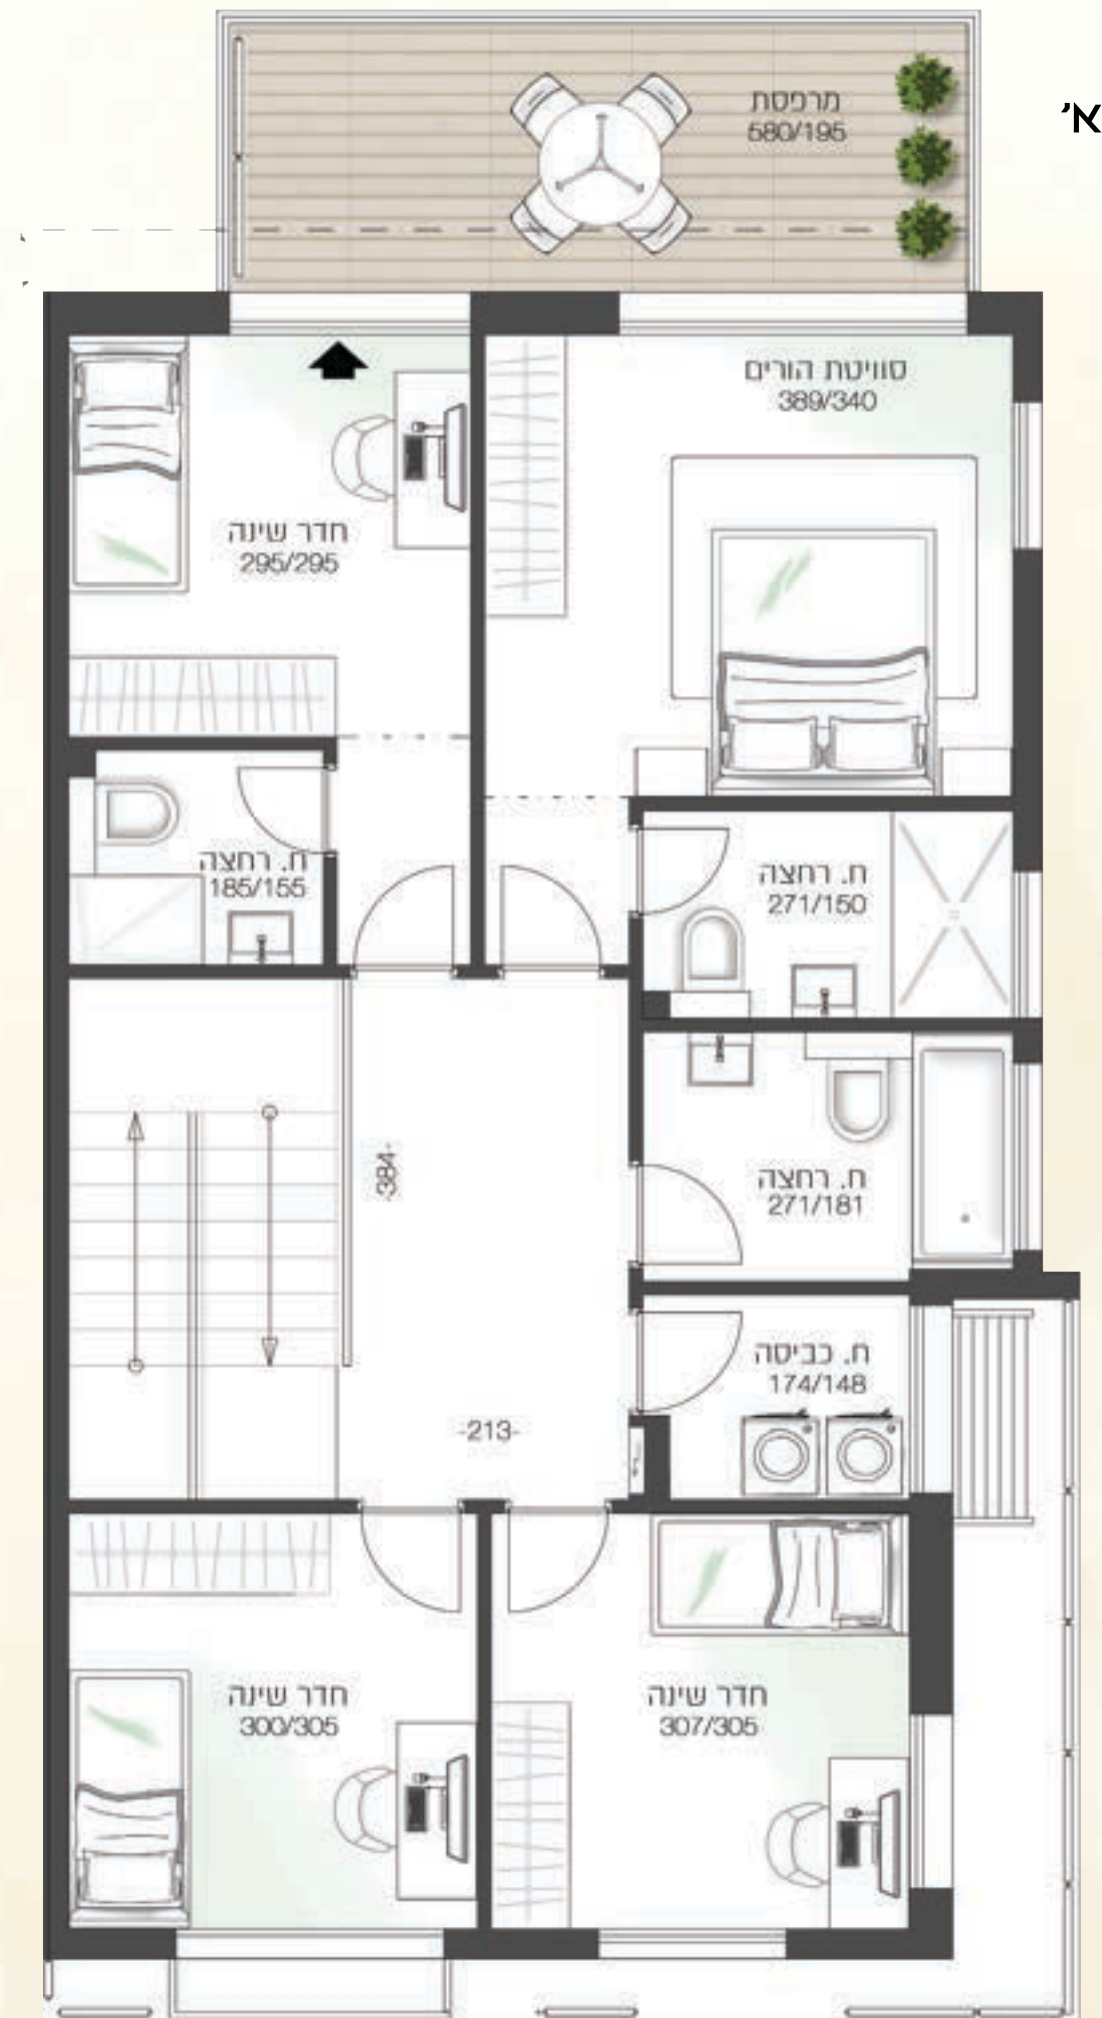 א'
מרפסת
580/195
סוויטת הורים
389/340
חדר שינה
295/295
ח. רחצה
185/155
ח. רחצה
271/150
-384-
ח. רחצה
271/181
ח. כביסה
174/148
-213-
חדר שינה
300/305
חדר שינה
307/305